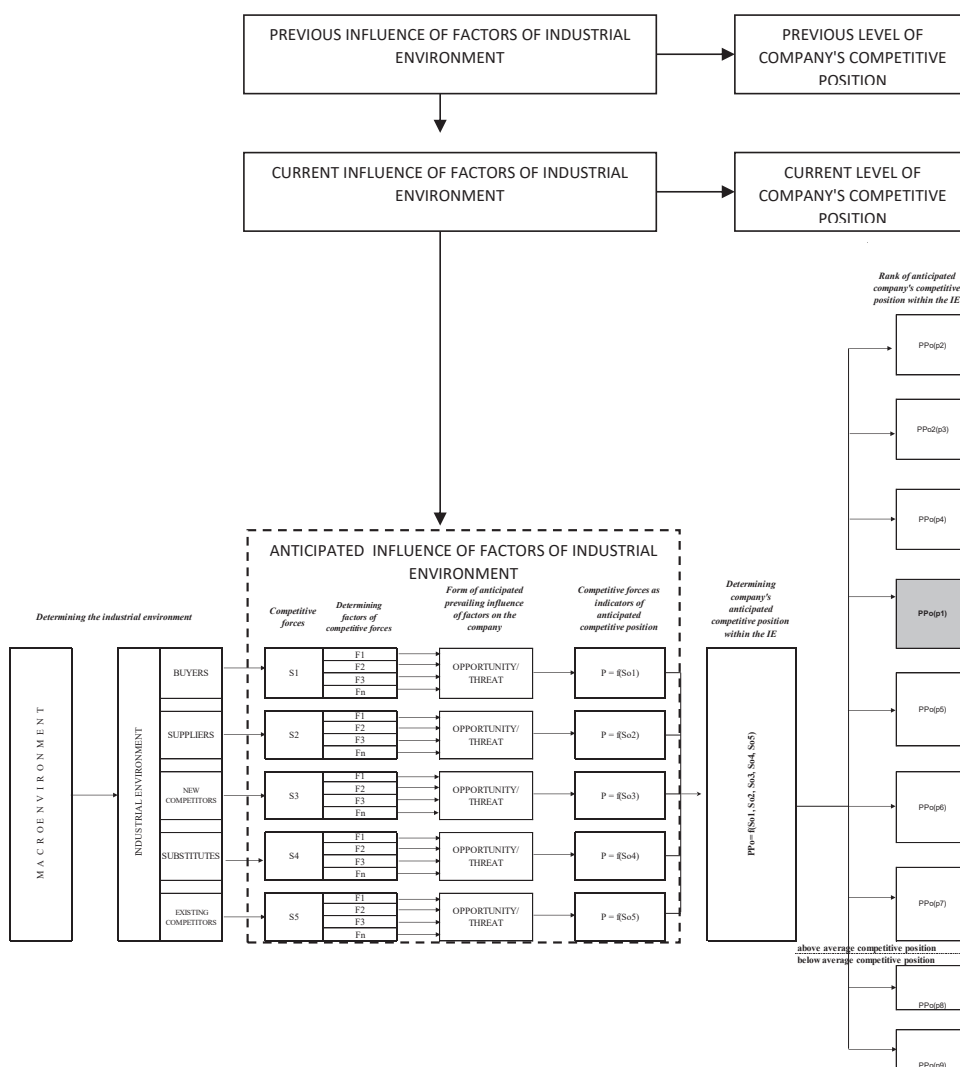 PREVIOUS INFLUENCE OF FACTORS OF INDUSTRIAL
ENVIRONMENT
PREVIOUS LEVEL OF
COMPANY'S COMPETITIVE
POSITION
CURRENT INFLUENCE OF FACTORS OF INDUSTRIAL
ENVIRONMENT
CURRENT LEVEL OF
COMPANY'S COMPETITIVE
POSITION
Rank of anticipated
company's competitive
position within the IE
PPo(p2)
PPo2(p3)
PPo(p4)
PPo(p1)
PPo(p5)
PPo(p6)
PPo(p7)
above average competitive position
below average competitive position
PPo(p8)
PPo(p9)
ANTICIPATED INFLUENCE OF FACTORS OF INDUSTRIAL
ENVIRONMENT
Determining the industrial environment
Competitive
forces
Determining
factors of
competitive forces
Form of anticipated
prevailing influence
of factors on the
company
Competitive forces as
indicators of
anticipated
competitive position
Determining
company's
anticipated
competitive position
within the IE
MACROENVIRONMENT
INDUSTRIAL ENVIRONMENT
BUYERS
S1
F1
F2
F3
Fn
OPPORTUNITY/
THREAT
P = f(So1)
SUPPLIERS
S2
F1
F2
F3
Fn
OPPORTUNITY/
THREAT
P = f(So2)
NEW
COMPETITORS
S3
F1
F2
F3
Fn
OPPORTUNITY/
THREAT
P = f(So3)
SUBSTITUTES
S4
F1
F2
F3
Fn
OPPORTUNITY/
THREAT
P = f(So4)
EXISTING
COMPETITORS
S5
F1
F2
F3
Fn
OPPORTUNITY/
THREAT
P = f(So5)
PPo= f(So1, So2, So3, So4, So5)